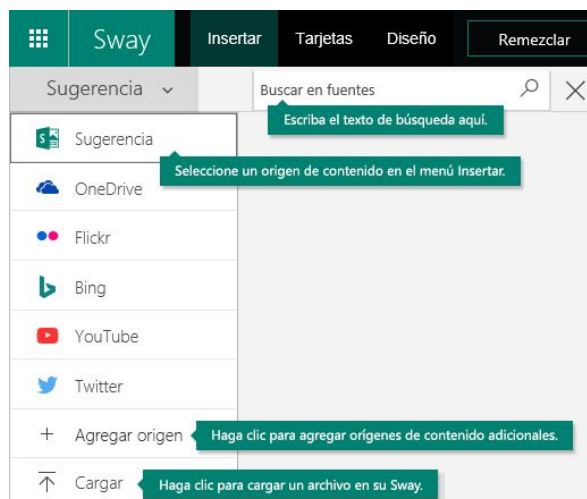 Sway Insertar Tarjetas Diseño Remezclar
Sugerencia Buscar en fuentes
Escriba el texto de búsqueda aquí.
Sugerencia
Seleccione un origen de contenido en el menú Insertar.
OneDrive
Flickr
Bing
YouTube
Twitter
Agregar origen Haga clic para agregar orígenes de contenido adicionales.
Cargar Haga clic para cargar un archivo en su Sway.